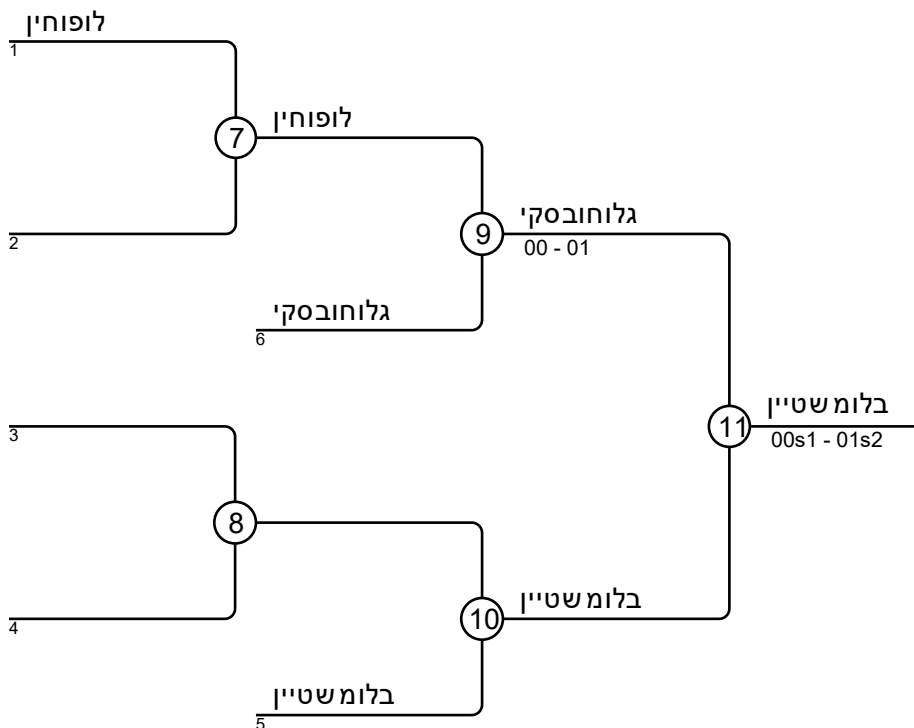 לופוחין
1
7
לופוחין
2
9
גלוחובסקי
00 - 01
גלוחובסקי
6
3
11
בלומשטיין
00s1 - 01s2
8
4
10
בלומשטיין
בלומשטיין
5